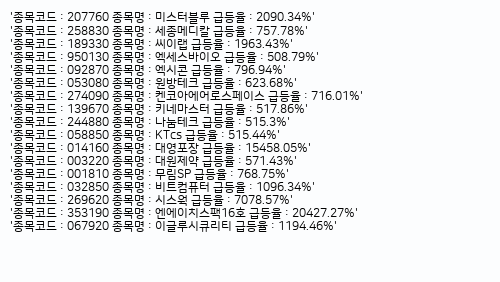 '종목코드 : 207760 종목명 : 미스터블루 급등율 : 2090.34%'
'종목코드 : 258830 종목명 : 세종메디칼 급등율 : 757.78%'
'종목코드 : 189330 종목명 : 씨이랩 급등율 : 1963.43%'
'종목코드 : 950130 종목명 : 엑세스바이오 급등율 : 508.79%'
'종목코드 : 092870 종목명 : 엑시콘 급등율 : 796.94%'
'종목코드 : 053080 종목명 : 원방테크 급등율 : 623.68%'
'종목코드 : 274090 종목명 : 켄코아에어로스페이스 급등율 : 716.01%'
'종목코드 : 139670 종목명 : 키네마스터 급등율 : 517.86%'
'종목코드 : 244880 종목명 : 나눔테크 급등율 : 515.3%'
'종목코드 : 058850 종목명 : KTcs 급등율 : 515.44%'
'종목코드 : 014160 종목명 : 대영포장 급등율 : 15458.05%'
'종목코드 : 003220 종목명 : 대원제약 급등율 : 571.43%'
'종목코드 : 001810 종목명 : 무림SP 급등율 : 768.75%'
'종목코드 : 032850 종목명 : 비트컴퓨터 급등율 : 1096.34%'
'종목코드 : 269620 종목명 : 시스웍 급등율 : 7078.57%'
'종목코드 : 353190 종목명 : 엔에이치스팩16호 급등율 : 20427.27%'
'종목코드 : 067920 종목명 : 이글루시큐리티 급등율 : 1194.46%'